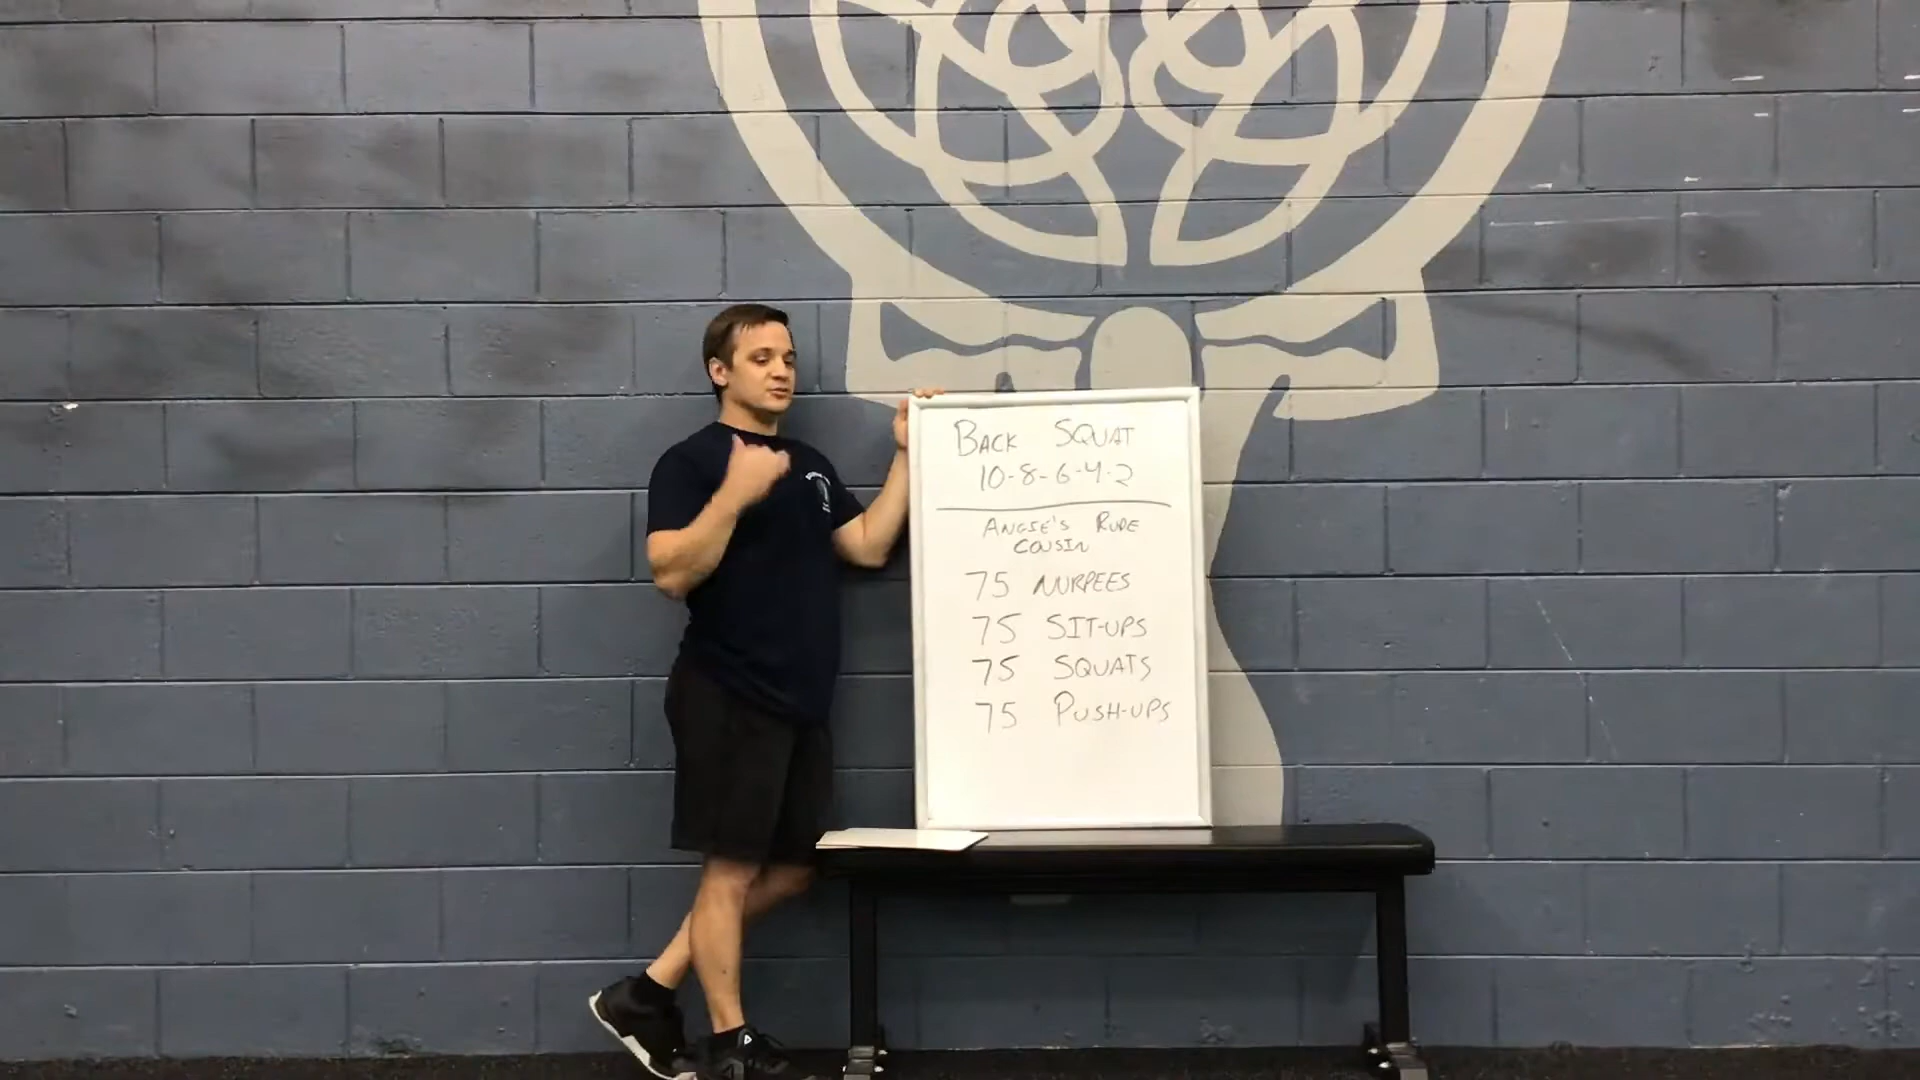 BACK SQUAT
10-8-6-4-2
ANGIE'S RUDE
COUSIN
75 NURPEES
75 SIT-UPS
75 SQUATS
75 PUSH-UPS